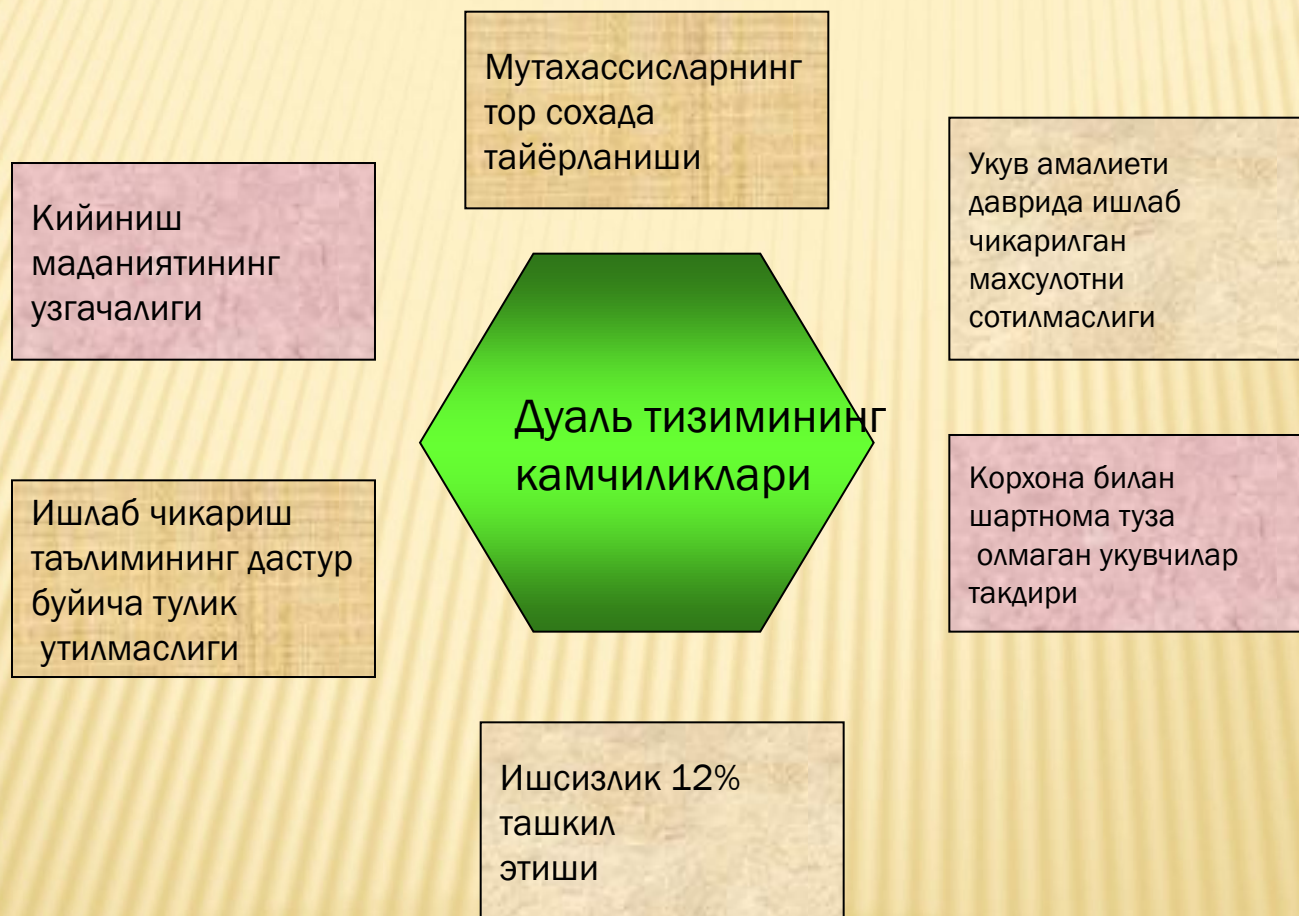 Мутахассисларнинг
тор сохада
тайёрланиши
Кийиниш
маданиятининг
узгачалиги
Укув амалиети
даврида ишлаб
чикарилган
махсулотни
сотилмаслиги
Дуаль тизимининг
камчиликлари
Ишлаб чикариш
таълимининг дастур
буйича тулик
утилмаслиги
Корхона билан
шартнома туза
олмаган укувчилар
такдири
Ишсизлик 12%
ташкил
этиши